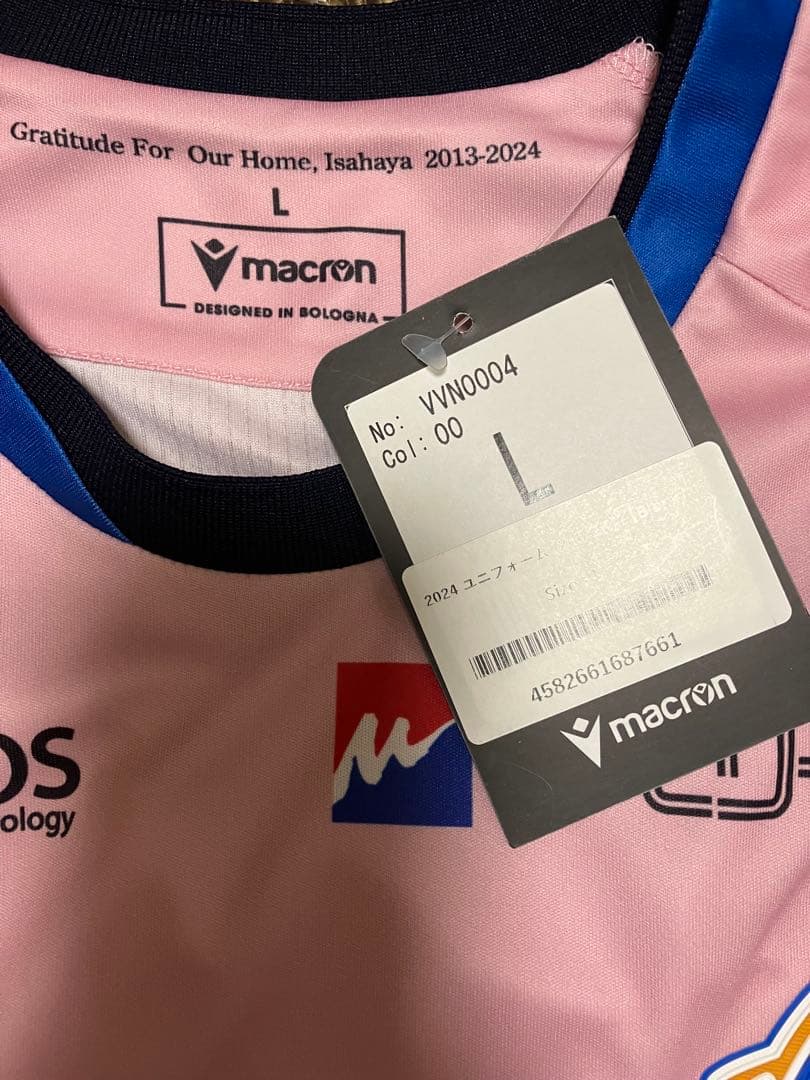 Gratitude For Our Home, Isahaya 2013-2024
L
macron
DESIGNED IN BOLOGNA
No: VVN0004
Col: 00
L
2024 ユニフォーム
Size
4582661687661
macron
OS
ology